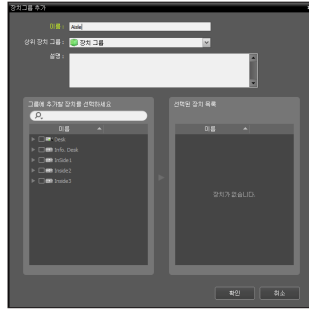 장치그룹 추가
이름 : Aisle
상위 장치 그룹 : 장치 그룹
설명 :
그룹에 추가할 장치를 선택하세요
선택된 장치 목록
이름
이름
Desk
Info. Desk
InSide1
Inside2
Inside3
장치가 없습니다.
확인
취소